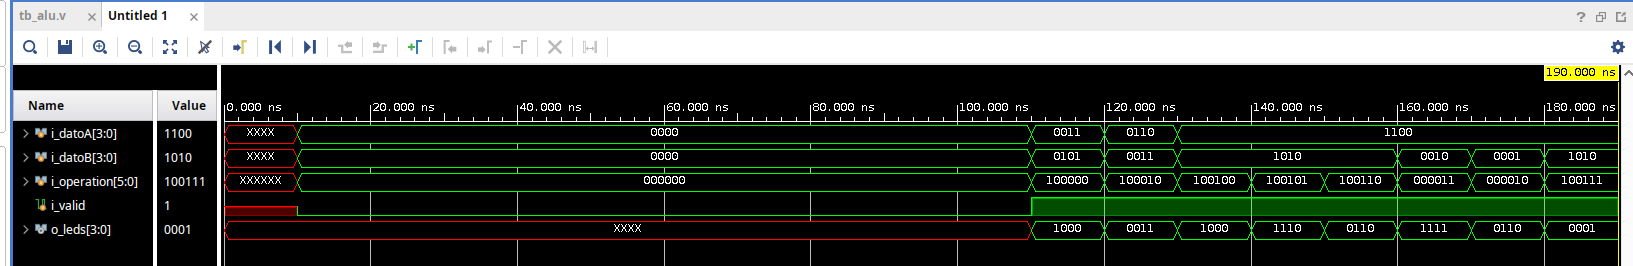 tb_alu.v × Untitled 1 ×
190.000 ns
Name Value 0.000 ns 20.000 ns 40.000 ns 60.000 ns 80.000 ns 100.000 ns 120.000 ns 140.000 ns 160.000 ns 180.000 ns
i_datoA[3:0] 1100 XXXX 0000 0011 0110 1100
i_datoB[3:0] 1010 XXXX 0000 0101 0011 1010 0010 0001 1010
i_operation[5:0] 100111 XXXXXX 000000 100000 100010 100100 100101 100110 000011 000010 100111
i_valid 1
o_leds[3:0] 0001 XXXX 1000 0011 1000 1110 0110 1111 0110 0001